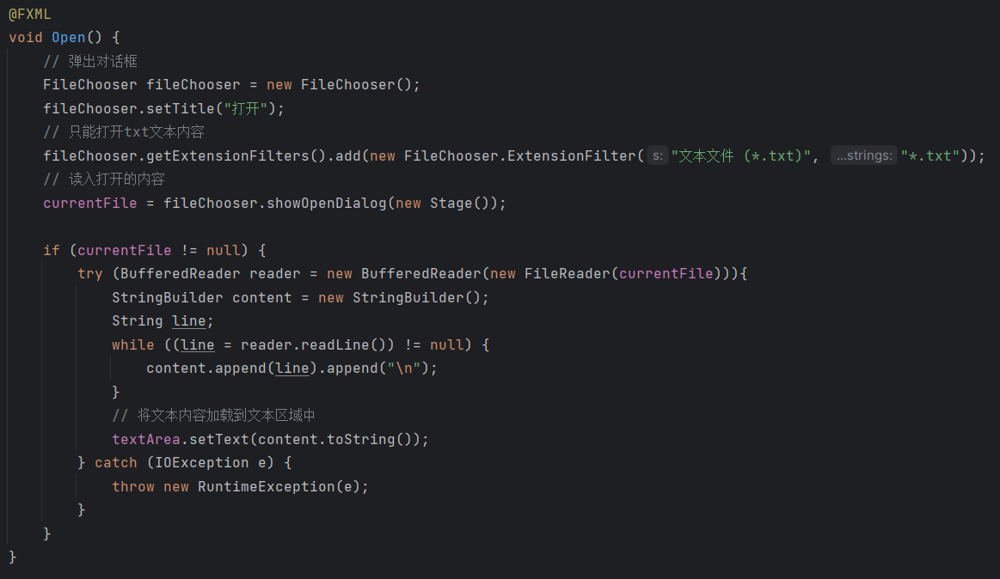 @FXML
void Open() {
    // 弹出对话框
    FileChooser fileChooser = new FileChooser();
    fileChooser.setTitle("打开");
    // 只能打开txt文本内容
    fileChooser.getExtensionFilters().add(new FileChooser.ExtensionFilter( s: "文本文件 (*.txt)", ...strings: "*.txt"));
    // 读入打开的内容
    currentFile = fileChooser.showOpenDialog(new Stage());
    if (currentFile != null) {
        try (BufferedReader reader = new BufferedReader(new FileReader(currentFile))){
            StringBuilder content = new StringBuilder();
            String line;
            while ((line = reader.readLine()) != null) {
                content.append(line).append("\n");
            }
            // 将文本内容加载到文本区域中
            textArea.setText(content.toString());
        } catch (IOException e) {
            throw new RuntimeException(e);
        }
    }
}